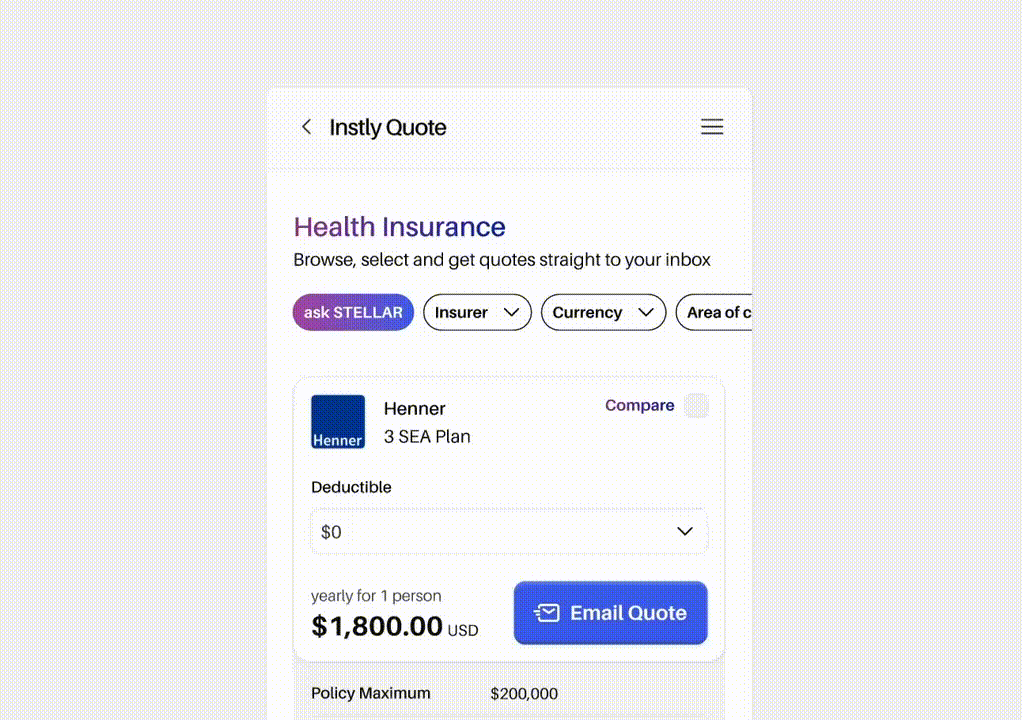 Instly Quote
Health Insurance
Browse, select and get quotes straight to your inbox
ask STELLAR Insurer Currency Area of c
Henner
Henner
3 SEA Plan
Compare
Deductible
$0
yearly for 1 person
$1,800.00 USD
Email Quote
Policy Maximum $200,000